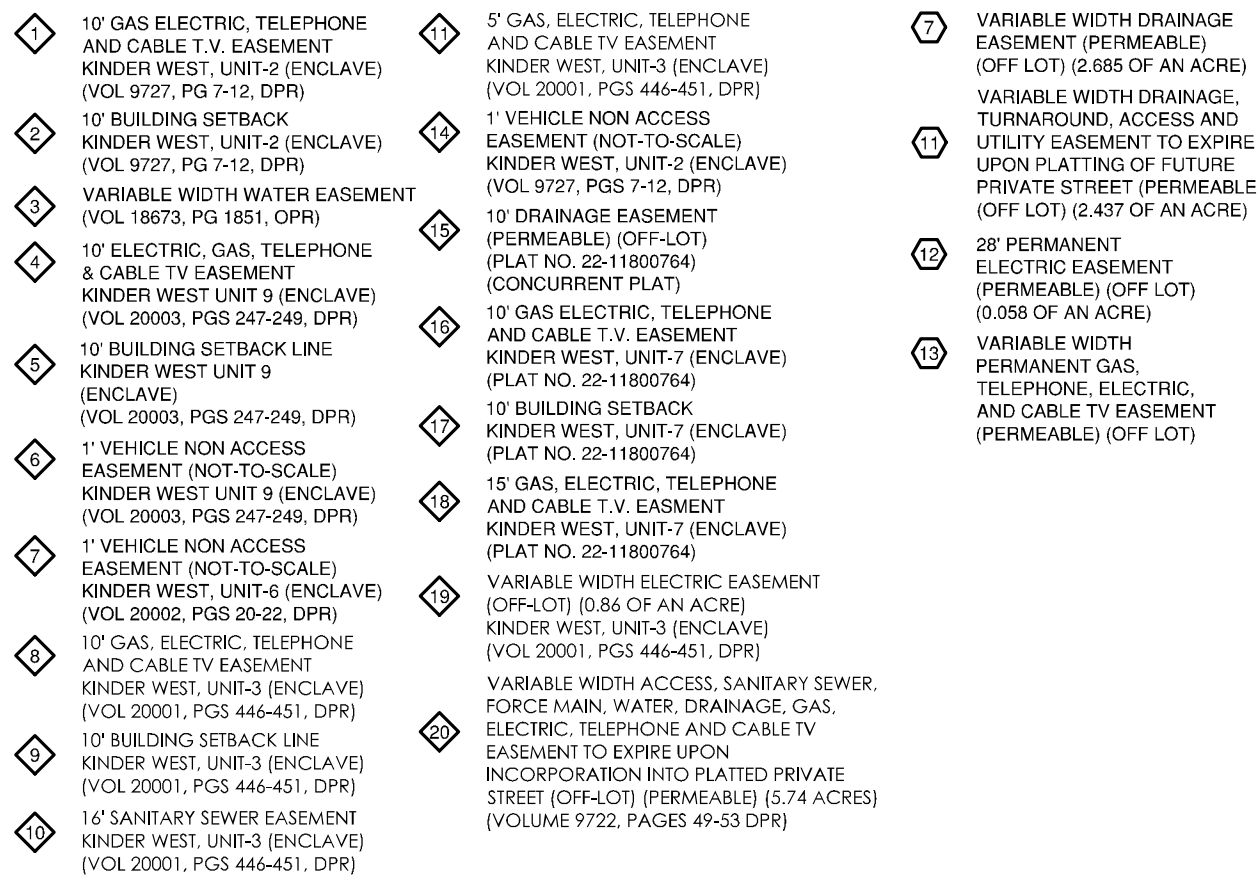 1
10' GAS ELECTRIC, TELEPHONE
AND CABLE T.V. EASEMENT
KINDER WEST, UNIT-2 (ENCLAVE)
(VOL 9727, PG 7-12, DPR)
2
10' BUILDING SETBACK
KINDER WEST, UNIT-2 (ENCLAVE)
(VOL 9727, PG 7-12, DPR)
3
VARIABLE WIDTH WATER EASEMENT
(VOL 18673, PG 1851, OPR)
4
10' ELECTRIC, GAS, TELEPHONE
& CABLE TV EASEMENT
KINDER WEST UNIT 9 (ENCLAVE)
(VOL 20003, PGS 247-249, DPR)
5
10' BUILDING SETBACK LINE
KINDER WEST UNIT 9
(ENCLAVE)
(VOL 20003, PGS 247-249, DPR)
6
1' VEHICLE NON ACCESS
EASEMENT (NOT-TO-SCALE)
KINDER WEST UNIT 9 (ENCLAVE)
(VOL 20003, PGS 247-249, DPR)
7
1' VEHICLE NON ACCESS
EASEMENT (NOT-TO-SCALE)
KINDER WEST, UNIT-6 (ENCLAVE)
(VOL 20002, PGS 20-22, DPR)
8
10' GAS, ELECTRIC, TELEPHONE
AND CABLE TV EASEMENT
KINDER WEST, UNIT-3 (ENCLAVE)
(VOL 20001, PGS 446-451, DPR)
9
10' BUILDING SETBACK LINE
KINDER WEST, UNIT-3 (ENCLAVE)
(VOL 20001, PGS 446-451, DPR)
10
16' SANITARY SEWER EASEMENT
KINDER WEST, UNIT-3 (ENCLAVE)
(VOL 20001, PGS 446-451, DPR)
11
5' GAS, ELECTRIC, TELEPHONE
AND CABLE TV EASEMENT
KINDER WEST, UNIT-3 (ENCLAVE)
(VOL 20001, PGS 446-451, DPR)
14
1' VEHICLE NON ACCESS
EASEMENT (NOT-TO-SCALE)
KINDER WEST, UNIT-2 (ENCLAVE)
(VOL 9727, PGS 7-12, DPR)
15
10' DRAINAGE EASEMENT
(PERMEABLE) (OFF-LOT)
(PLAT NO. 22-11800764)
(CONCURRENT PLAT)
16
10' GAS ELECTRIC, TELEPHONE
AND CABLE T.V. EASEMENT
KINDER WEST, UNIT-7 (ENCLAVE)
(PLAT NO. 22-11800764)
17
10' BUILDING SETBACK
KINDER WEST, UNIT-7 (ENCLAVE)
(PLAT NO. 22-11800764)
18
15' GAS, ELECTRIC, TELEPHONE
AND CABLE T.V. EASMENT
KINDER WEST, UNIT-7 (ENCLAVE)
(PLAT NO. 22-11800764)
19
VARIABLE WIDTH ELECTRIC EASEMENT
(OFF-LOT) (0.86 OF AN ACRE)
KINDER WEST, UNIT-3 (ENCLAVE)
(VOL 20001, PGS 446-451, DPR)
20
VARIABLE WIDTH ACCESS, SANITARY SEWER,
FORCE MAIN, WATER, DRAINAGE, GAS,
ELECTRIC, TELEPHONE AND CABLE TV
EASEMENT TO EXPIRE UPON
INCORPORATION INTO PLATTED PRIVATE
STREET (OFF-LOT) (PERMEABLE) (5.74 ACRES)
(VOLUME 9722, PAGES 49-53 DPR)
7
VARIABLE WIDTH DRAINAGE
EASEMENT (PERMEABLE)
(OFF LOT) (2.685 OF AN ACRE)
11
VARIABLE WIDTH DRAINAGE,
TURNAROUND, ACCESS AND
UTILITY EASEMENT TO EXPIRE
UPON PLATTING OF FUTURE
PRIVATE STREET (PERMEABLE
(OFF LOT) (2.437 OF AN ACRE)
12
28' PERMANENT
ELECTRIC EASEMENT
(PERMEABLE) (OFF LOT)
(0.058 OF AN ACRE)
13
VARIABLE WIDTH
PERMANENT GAS,
TELEPHONE, ELECTRIC,
AND CABLE TV EASEMENT
(PERMEABLE) (OFF LOT)